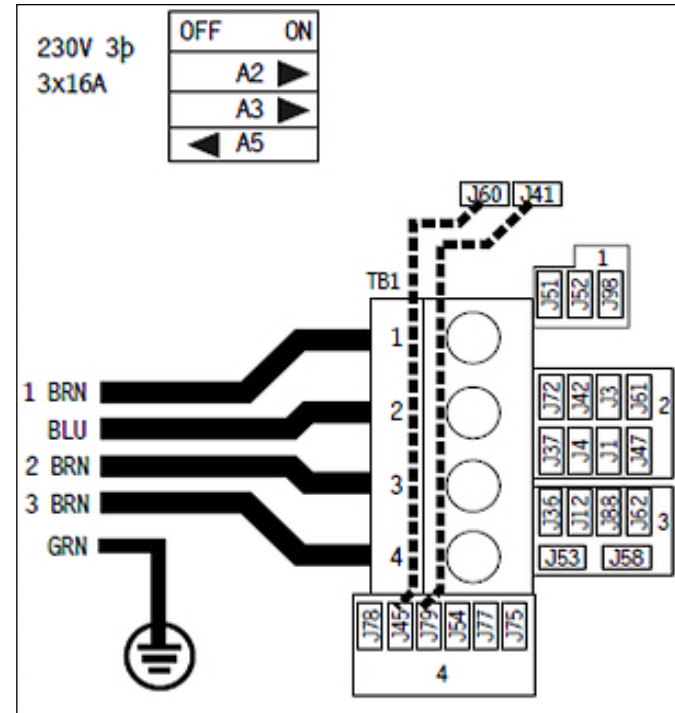 230V 3þ
3x16A
OFF ON
A2
A3
A5
J60 J41
TB1
1
J51 J52 J98
1
2
3
4
1 BRN
BLU
2 BRN
3 BRN
GRN
J72 J42 J3 J61
J37 J4 J1 J47
2
J36 J12 J88 J62
J53 J58
3
J78 J45 J79 J54 J77 J75
4